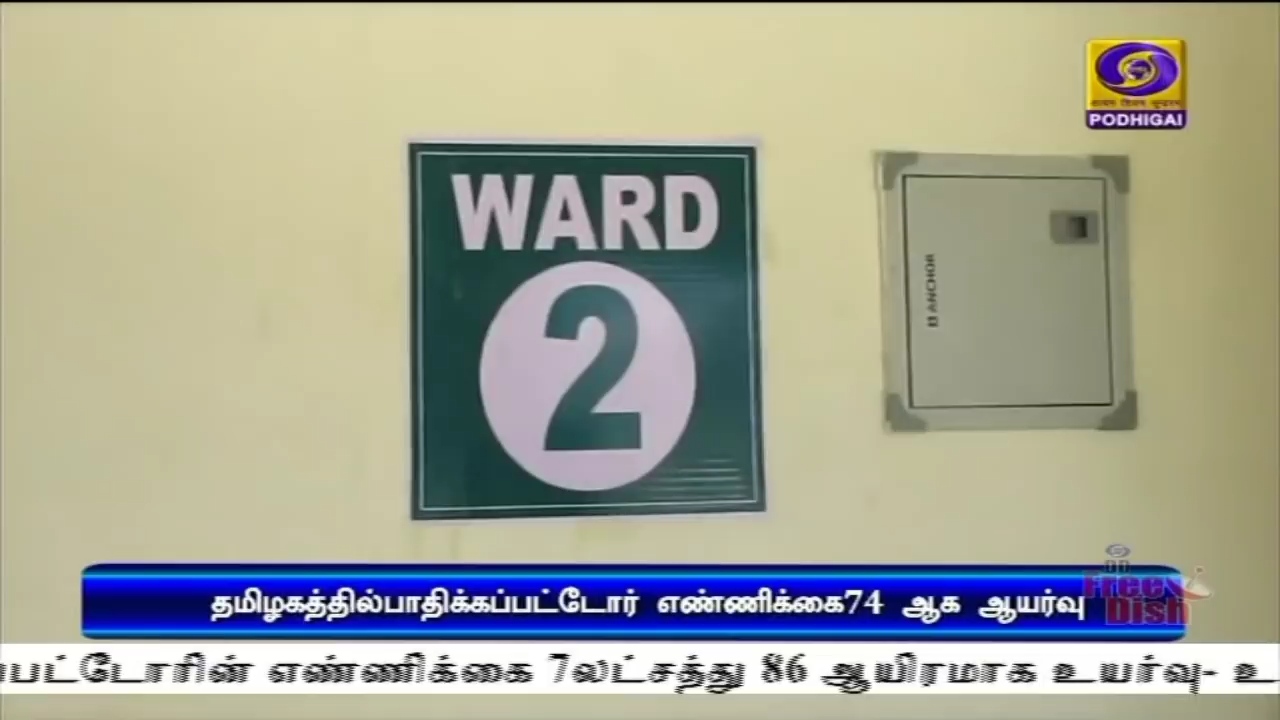 PODHIGAI
WARD
2
ANCHOR
தமிழகத்தில்பாதிக்கப்பட்டோர் எண்ணிக்கை74 ஆக ஆயர்வு
DD
Free
Dish
பட்டோரின் எண்ணிக்கை 7லட்சத்து 86 ஆயிரமாக உயர்வு- உ